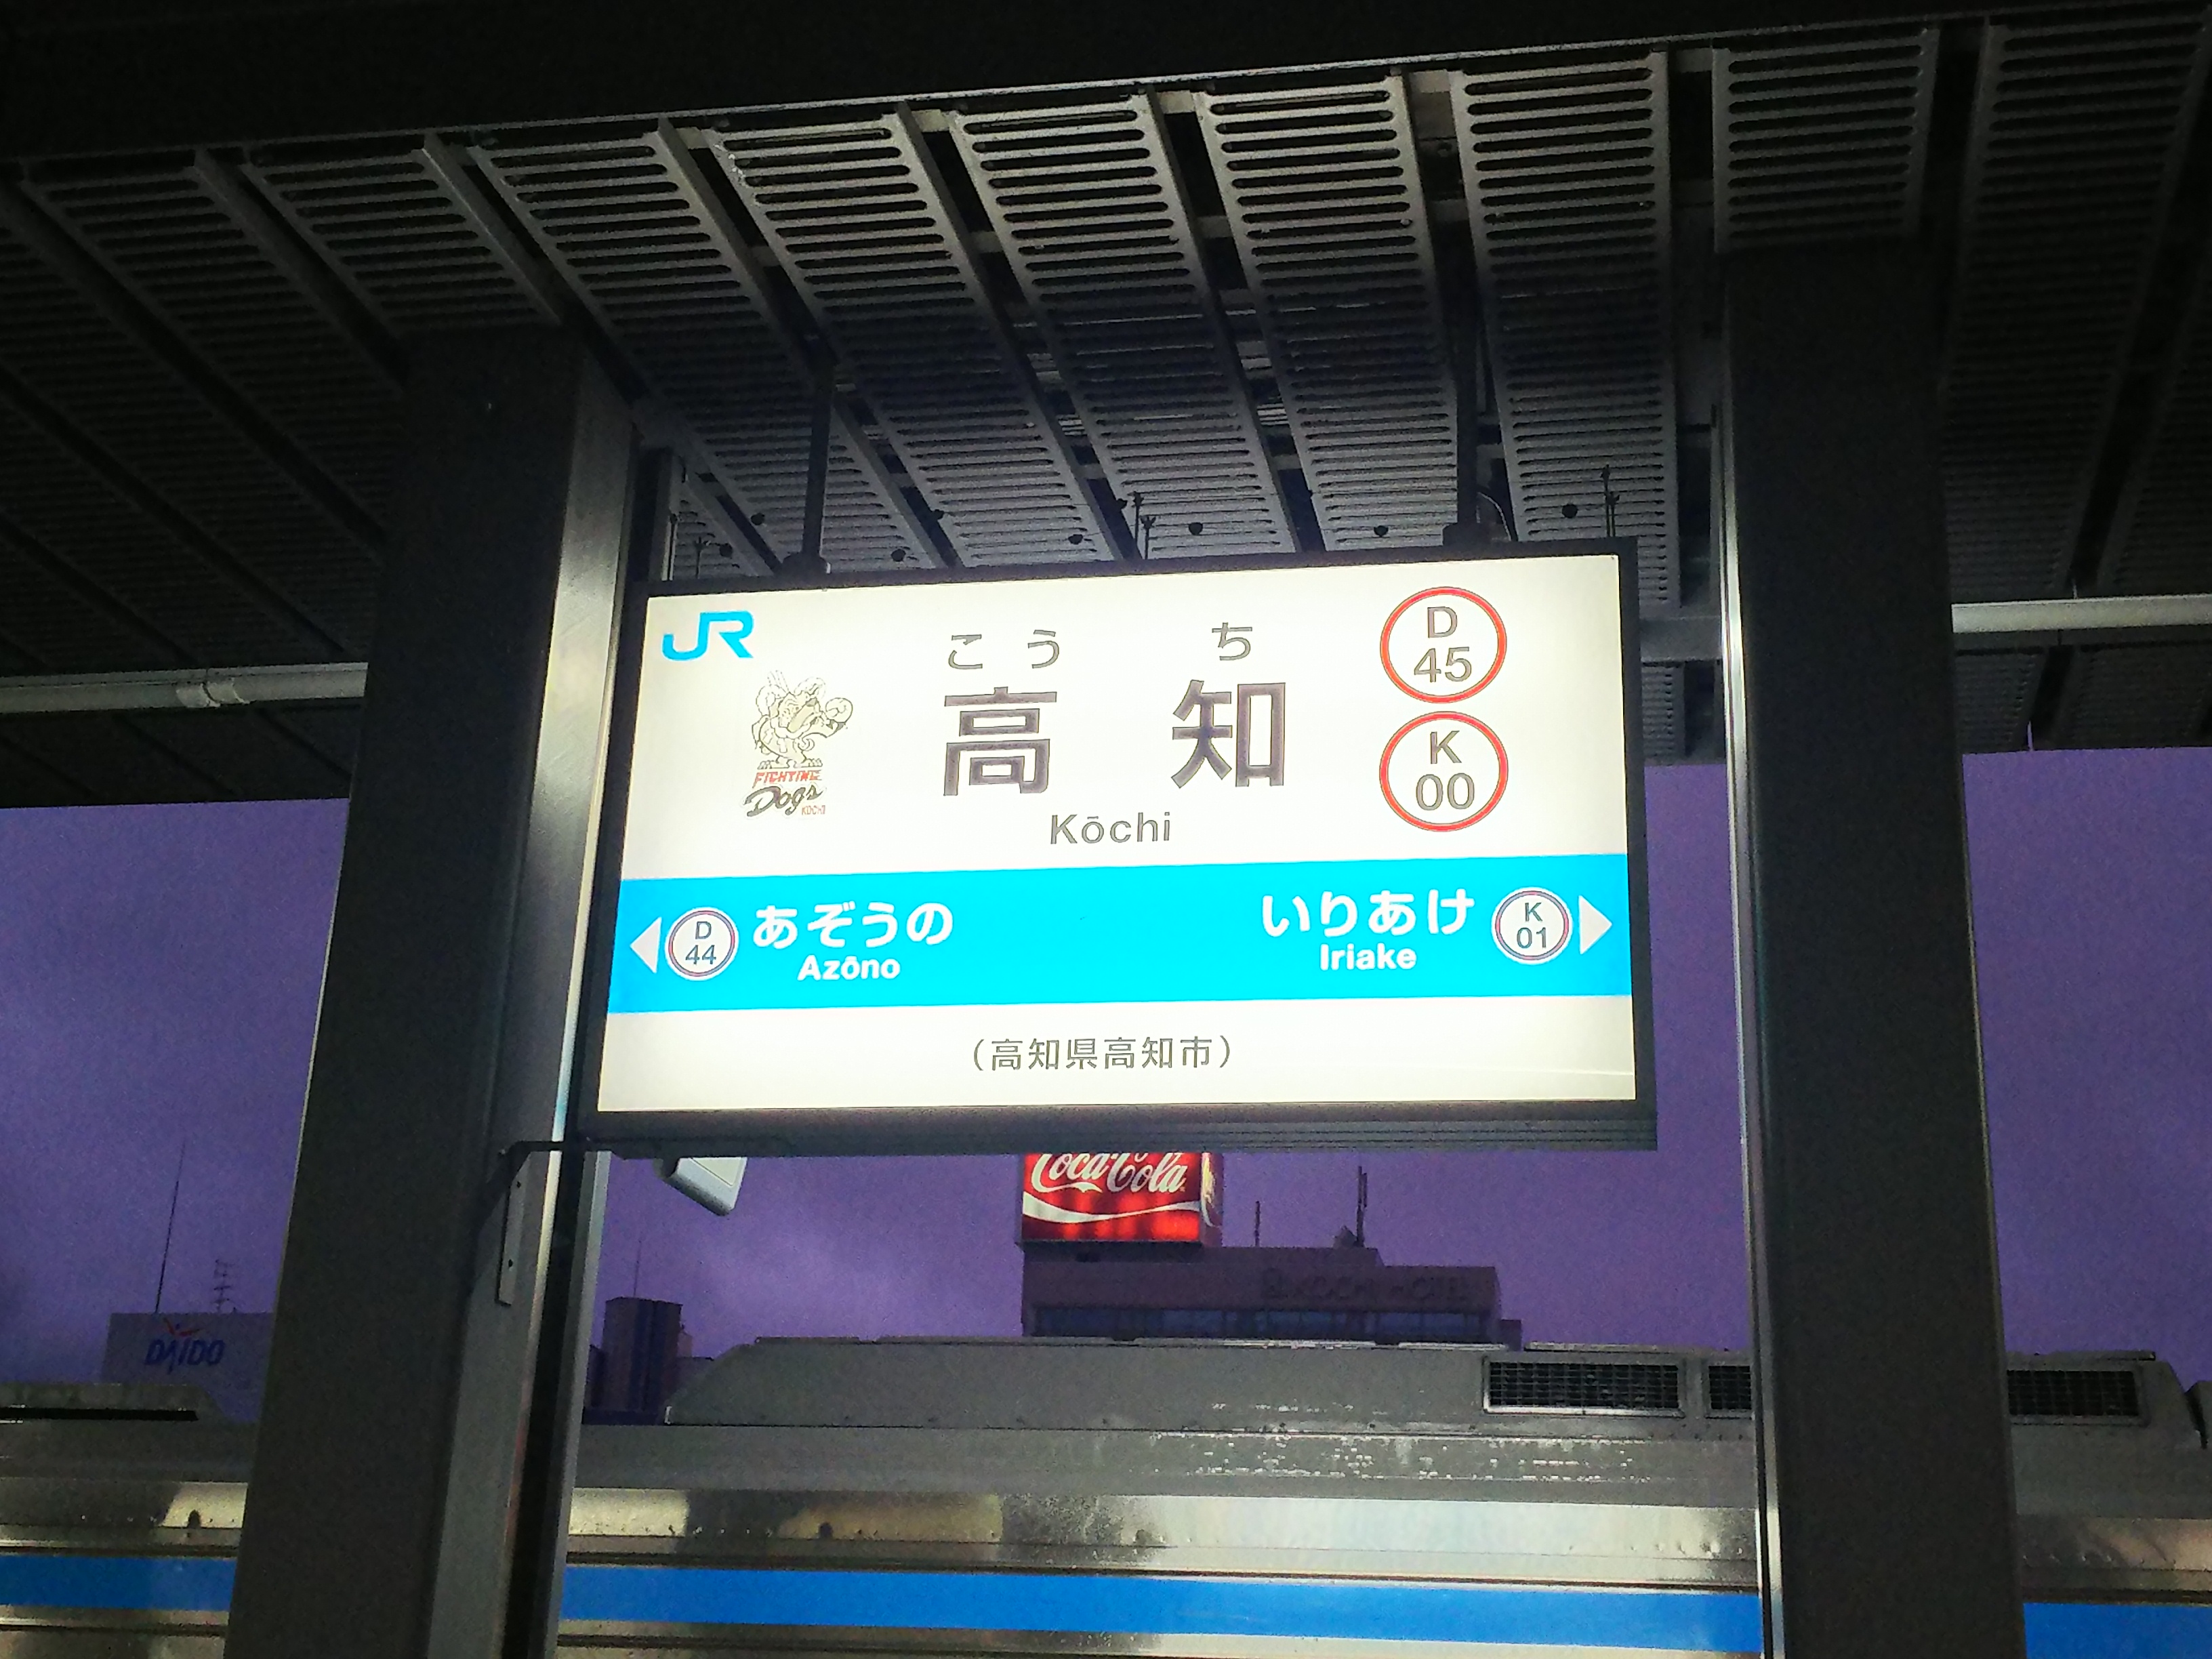 JR
こうち
高知
Kōchi
D
45
K
00
FIGHTING
Dogs
KOCHI
D
44
あぞうの
Azōno
いりあけ
Iriake
K
01
（高知県高知市）
Coca-Cola
DAIDO